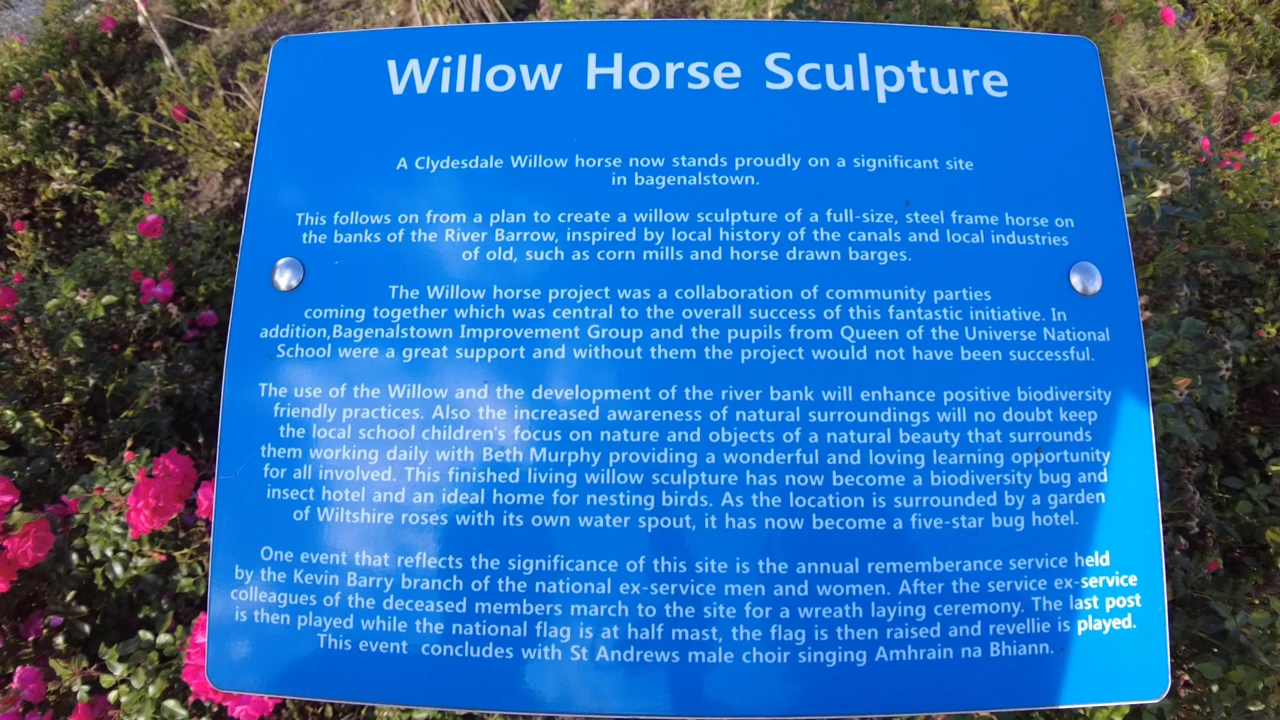 Willow Horse Sculpture
A Clydesdale Willow horse now stands proudly on a significant site
in bagenalstown.
This follows on from a plan to create a willow sculpture of a full-size, steel frame horse on
the banks of the River Barrow, inspired by local history of the canals and local industries
of old, such as corn mills and horse drawn barges.
The Willow horse project was a collaboration of community parties
coming together which was central to the overall success of this fantastic initiative. In
addition,Bagenalstown Improvement Group and the pupils from Queen of the Universe National
School were a great support and without them the project would not have been successful.
The use of the Willow and the development of the river bank will enhance positive biodiversity
friendly practices. Also the increased awareness of natural surroundings will no doubt keep
the local school children's focus on nature and objects of a natural beauty that surrounds
them working daily with Beth Murphy providing a wonderful and loving learning opportunity
for all involved. This finished living willow sculpture has now become a biodiversity bug and
insect hotel and an ideal home for nesting birds. As the location is surrounded by a garden
of Wiltshire roses with its own water spout, it has now become a five-star bug hotel.
One event that reflects the significance of this site is the annual rememberance service held
by the Kevin Barry branch of the national ex-service men and women. After the service ex-service
colleagues of the deceased members march to the site for a wreath laying ceremony. The last post
is then played while the national flag is at half mast, the flag is then raised and revellie is played.
This event concludes with St Andrews male choir singing Amhrain na Bhiann.